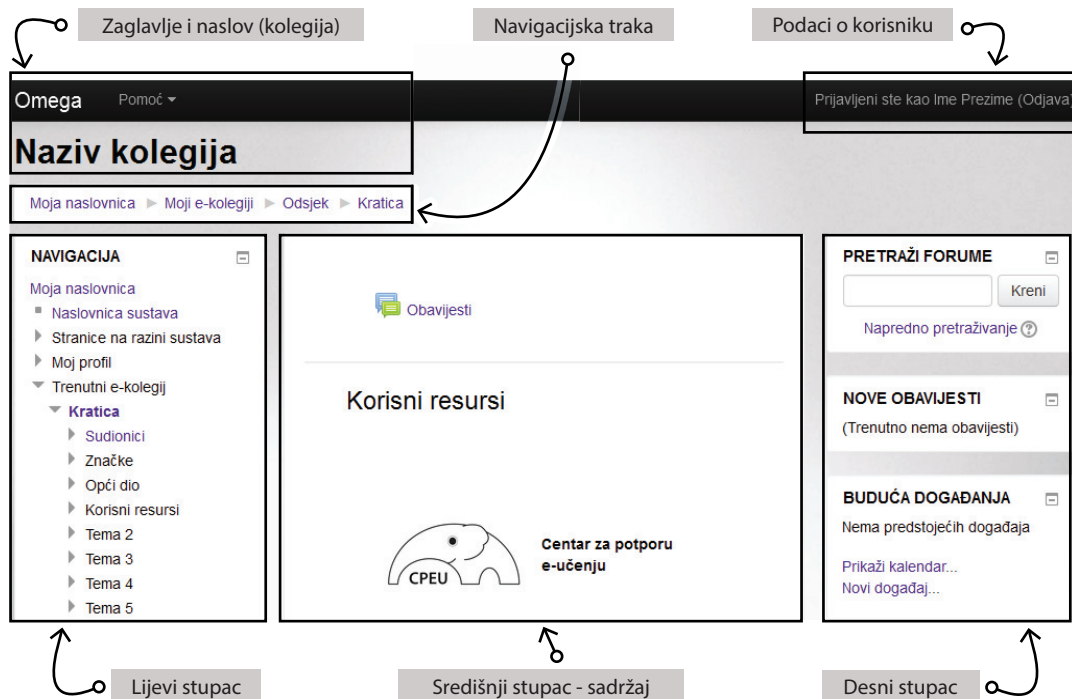 Zaglavlje i naslov (kolegija)
Navigacijska traka
Podaci o korisniku
Omega Pomoć
Prijavljeni ste kao Ime Prezime (Odjava)
Naziv kolegija
Moja naslovnica Moji e-kolegiji Odsjek Kratica
NAVIGACIJA
Moja naslovnica
Naslovnica sustava
Stranice na razini sustava
Moj profil
Trenutni e-kolegij
Kratica
Sudionici
Značke
Opći dio
Korisni resursi
Tema 2
Tema 3
Tema 4
Tema 5
Obavijesti
Korisni resursi
CPEU
Centar za potporu
e-učenju
PRETRAŽI FORUME
Kreni
Napredno pretraživanje ?
NOVE OBAVIJESTI
(Trenutno nema obavijesti)
BUDUĆA DOGAĐANJA
Nema predstojećih događaja
Prikaži kalendar...
Novi događaj...
Lijevi stupac
Središnji stupac - sadržaj
Desni stupac